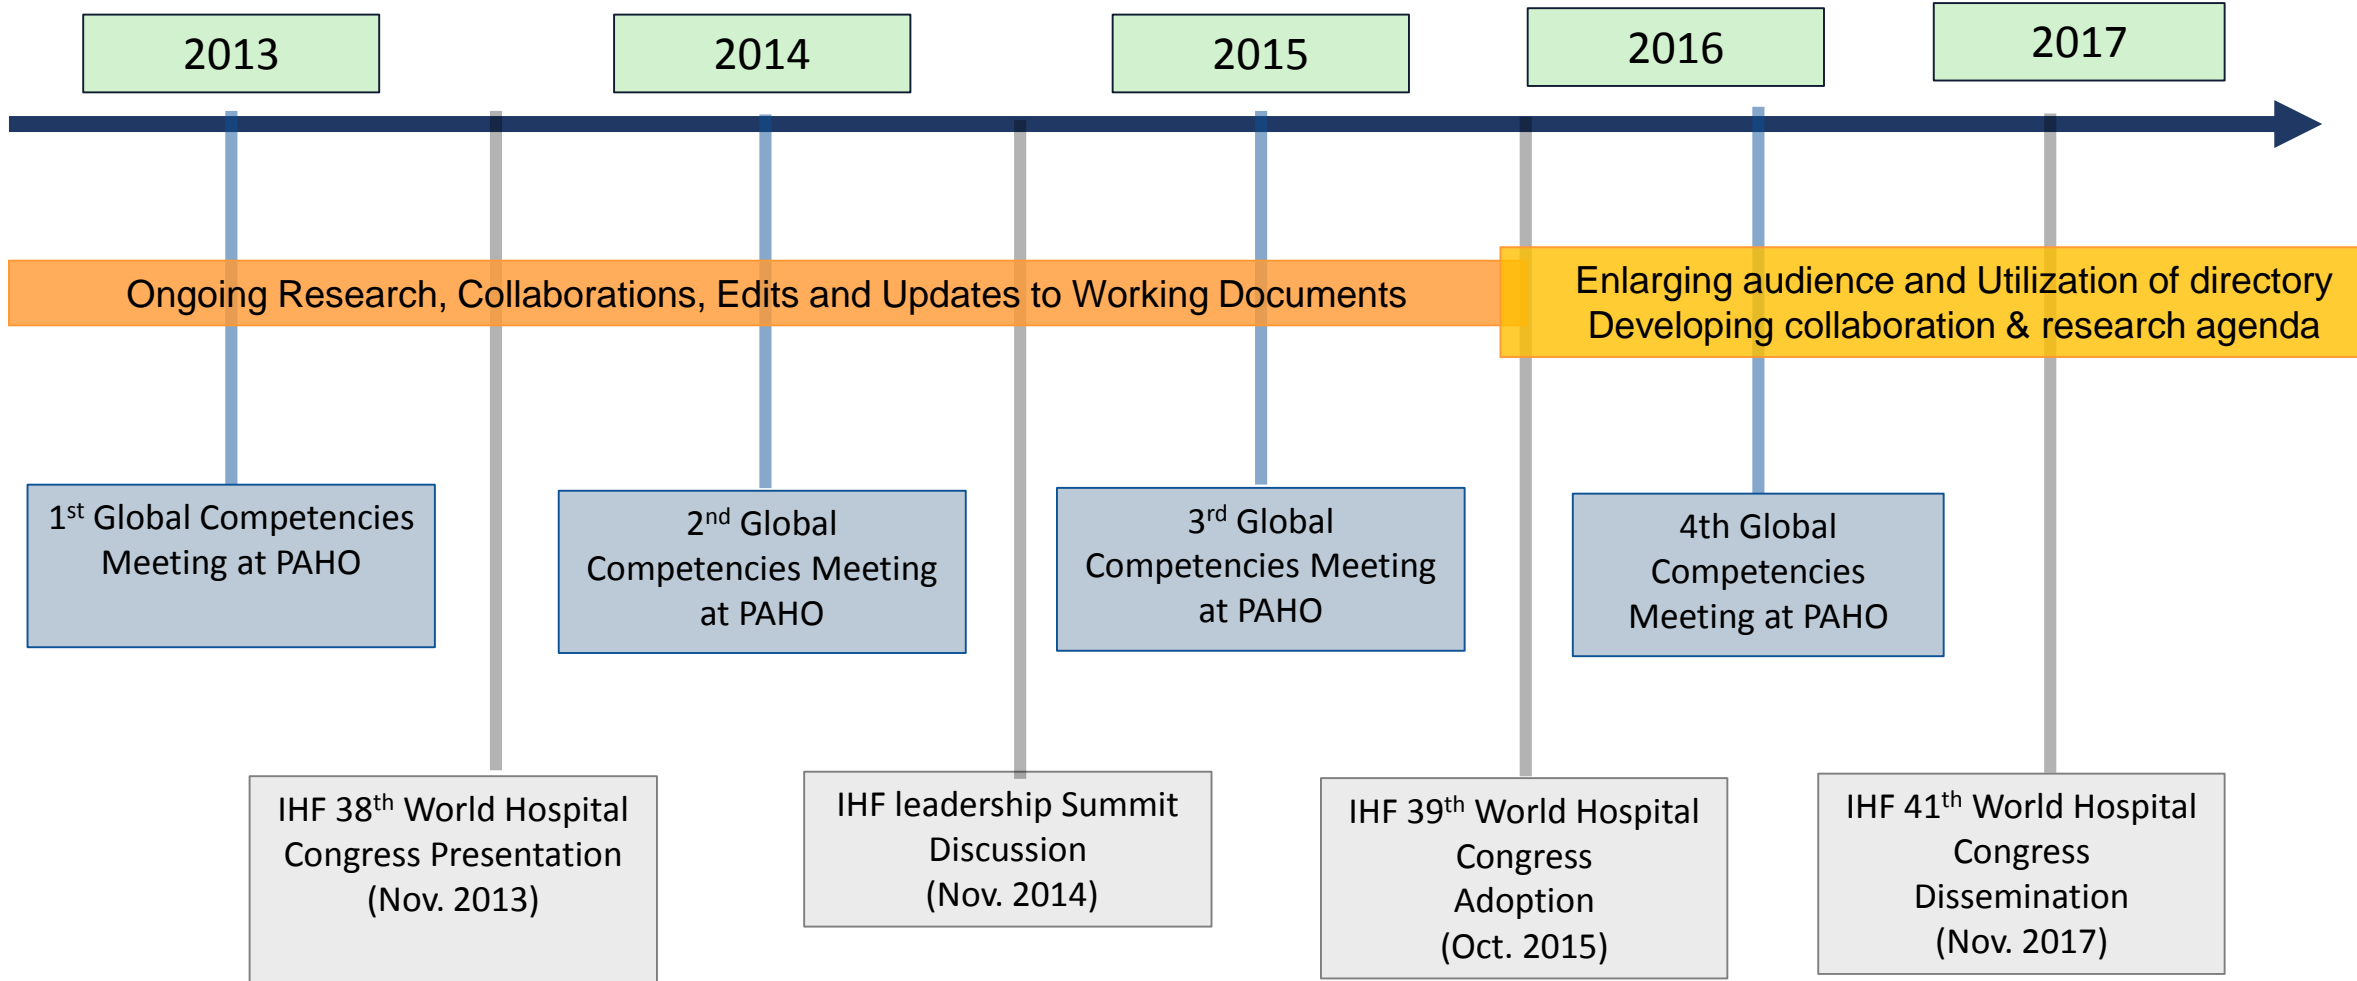 2013
2014
2015
2016
2017
Ongoing Research, Collaborations, Edits and Updates to Working Documents
Enlarging audience and Utilization of directory
Developing collaboration & research agenda
1st Global Competencies
Meeting at PAHO
2nd Global
Competencies Meeting
at PAHO
3rd Global
Competencies Meeting
at PAHO
4th Global
Competencies
Meeting at PAHO
IHF 38th World Hospital
Congress Presentation
(Nov. 2013)
IHF leadership Summit
Discussion
(Nov. 2014)
IHF 39th World Hospital
Congress
Adoption
(Oct. 2015)
IHF 41th World Hospital
Congress
Dissemination
(Nov. 2017)